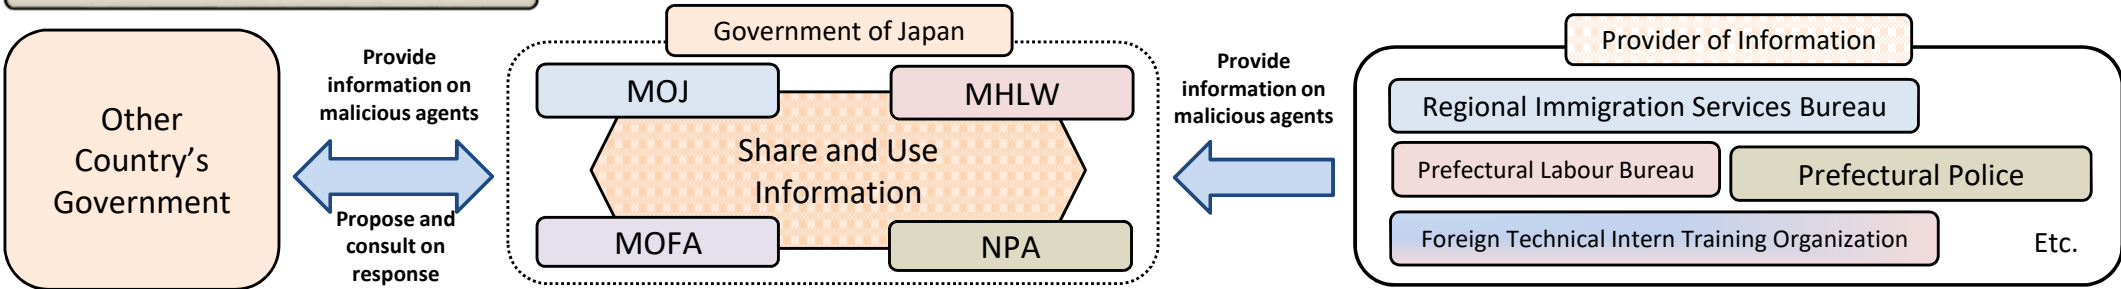 Other
Country's
Government
Provide
information on
malicious agents
Propose and
consult on
response
Government of Japan
MOJ
MHLW
Share and Use
Information
MOFA
NPA
Provide
information on
malicious agents
Provider of Information
Regional Immigration Services Bureau
Prefectural Labour Bureau
Prefectural Police
Foreign Technical Intern Training Organization
Etc.